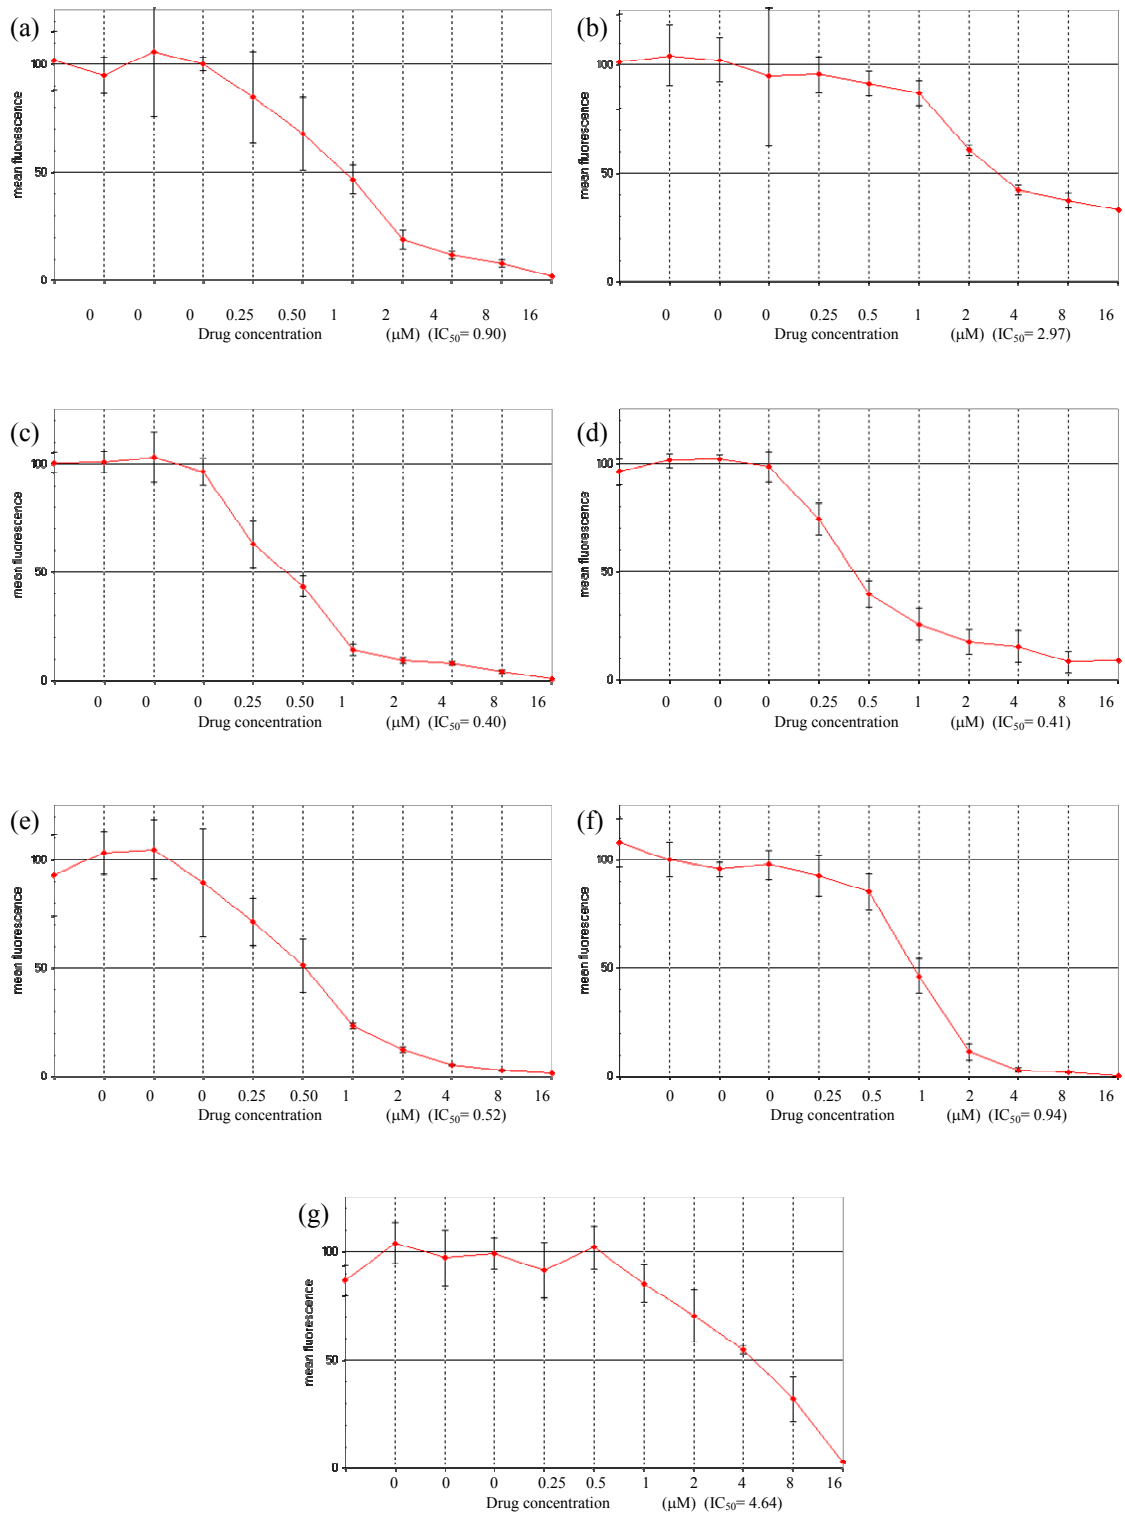 (a)
(b)
100
100
mean fluorescence
mean fluorescence
50
50
0
0
0 0 0 0.25 0.50 1 2 4 8 16
0 0 0 0.25 0.5 1 2 4 8 16
Drug concentration (μM) (IC50= 0.90)
Drug concentration (μM) (IC50= 2.97)
(c)
(d)
100
100
mean fluorescence
mean fluorescence
50
50
0
0
0 0 0 0.25 0.50 1 2 4 8 16
0 0 0 0.25 0.5 1 2 4 8 16
Drug concentration (μM) (IC50= 0.40)
Drug concentration (μM) (IC50= 0.41)
(e)
(f)
100
100
mean fluorescence
mean fluorescence
50
50
0
0
0 0 0 0.25 0.50 1 2 4 8 16
0 0 0 0.25 0.5 1 2 4 8 16
Drug concentration (μM) (IC50= 0.52)
Drug concentration (μM) (IC50= 0.94)
(g)
100
mean fluorescence
50
0
0 0 0 0.25 0.5 1 2 4 8 16
Drug concentration (μM) (IC50= 4.64)